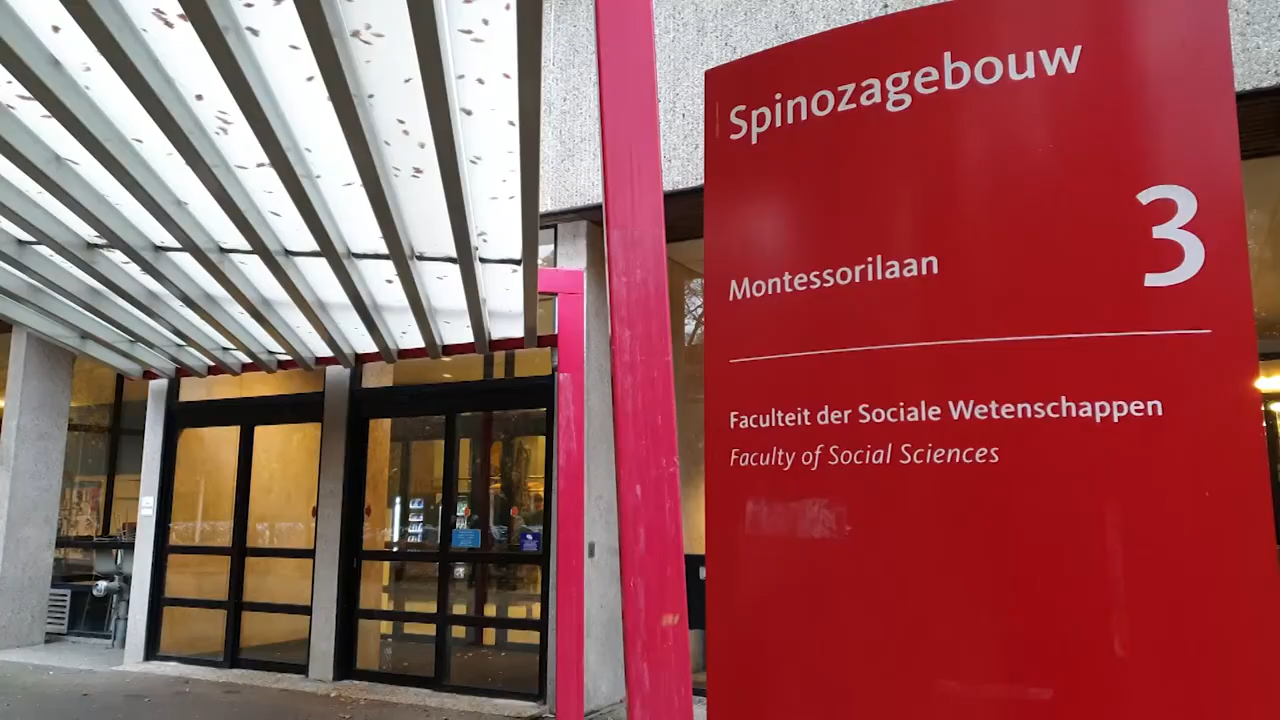 Spinozagebouw
3
Montessorilaan
Faculteit der Sociale Wetenschappen
Faculty of Social Sciences